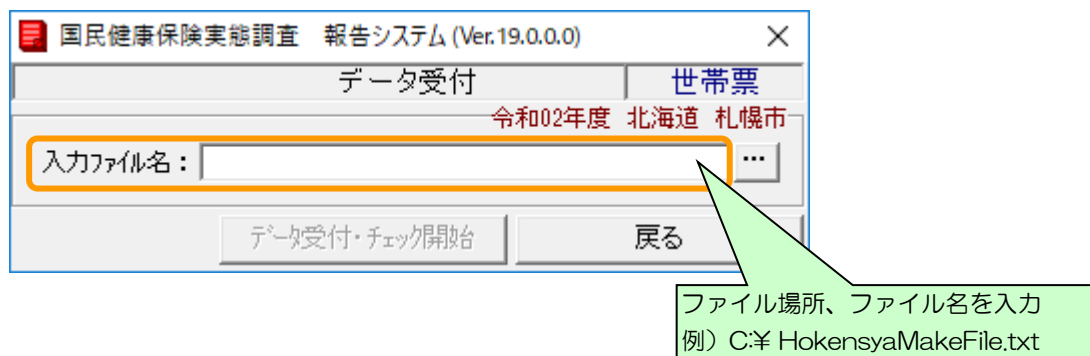 国民健康保険実態調査 報告システム (Ver.19.0.0.0)
データ受付 世帯票
令和02年度 北海道 札幌市
入力ファイル名： ...
データ受付・チェック開始 戻る
ファイル場所、ファイル名を入力
例）C:¥ HokensyaMakeFile.txt